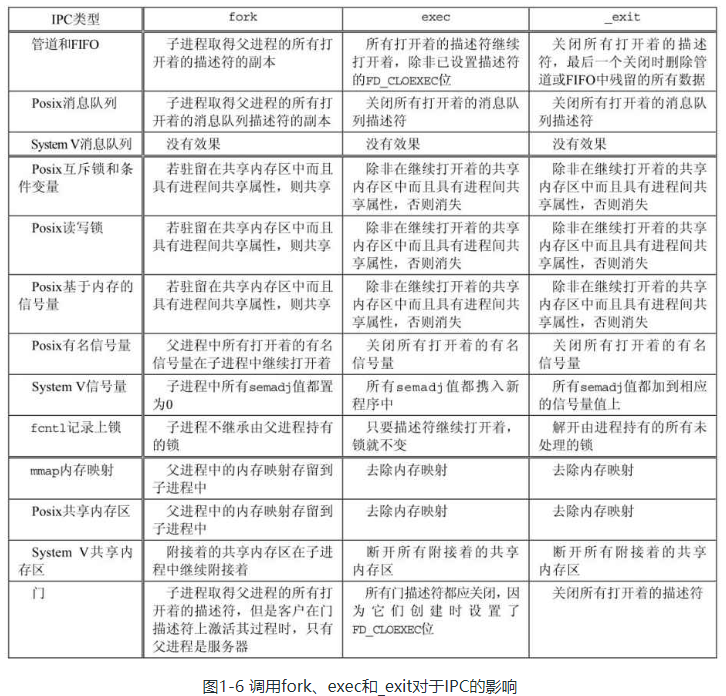 IPC类型 fork exec _exit
管道和FIFO 子进程取得父进程的所有打 所有打开着的描述符继续 关闭所有打开着的描述
开着的描述符的副本 打开着，除非已设置描述符 符，最后一个关闭时删除管
的FD_CLOEXEC位 道或FIFO中残留的所有数据
Posix消息队列 子进程取得父进程的所有打 关闭所有打开着的消息队 关闭所有打开着的消息队
开着的消息队列描述符的副本 列描述符 列描述符
System V消息队列 没有效果 没有效果 没有效果
Posix互斥锁和条 若驻留在共享内存区中而且 除非在继续打开着的共享 除非在继续打开着的共享
件变量 具有进程间共享属性，则共享 内存区中而且具有进程间共 内存区中而且具有进程间共
享属性，否则消失 享属性，否则消失
Posix读写锁 若驻留在共享内存区中而且 除非在继续打开着的共享 除非在继续打开着的共享
具有进程间共享属性，则共享 内存区中而且具有进程间共 内存区中而且具有进程间共
享属性，否则消失 享属性，否则消失
Posix基于内存的 若驻留在共享内存区中而且 除非在继续打开着的共享 除非在继续打开着的共享
信号量 具有进程间共享属性，则共享 内存区中而且具有进程间共 内存区中而且具有进程间共
享属性，否则消失 享属性，否则消失
Posix有名信号量 父进程中所有打开着的有名 关闭所有打开着的有名 关闭所有打开着的有名
信号量在子进程中继续打开着 信号量 信号量
System V信号量 子进程中所有semadj值都置 所有semadj值都携入新 所有semadj值都加到相应
为0 程序中 的信号量值上
fcntl记录上锁 子进程不继承由父进程持有 只要描述符继续打开着， 解开由进程持有的所有未
的锁 锁就不变 处理的锁
mmap内存映射 父进程中的内存映射存留到 去除内存映射 去除内存映射
子进程中
Posix共享内存区 父进程中的内存映射存留到 去除内存映射 去除内存映射
子进程中
System V共享内 附接着的共享内存区在子进 断开所有附接着的共享 断开所有附接着的共享
存区 程中继续附接着 内存区 内存区
门 子进程取得父进程的所有打 所有门描述符都应关闭，因 关闭所有打开着的描述符
开着的描述符，但是客户在门 为它们创建时设置了
描述符上激活其过程时，只有 FD_CLOEXEC位
父进程是服务器
图1-6 调用fork、exec和_exit对于IPC的影响